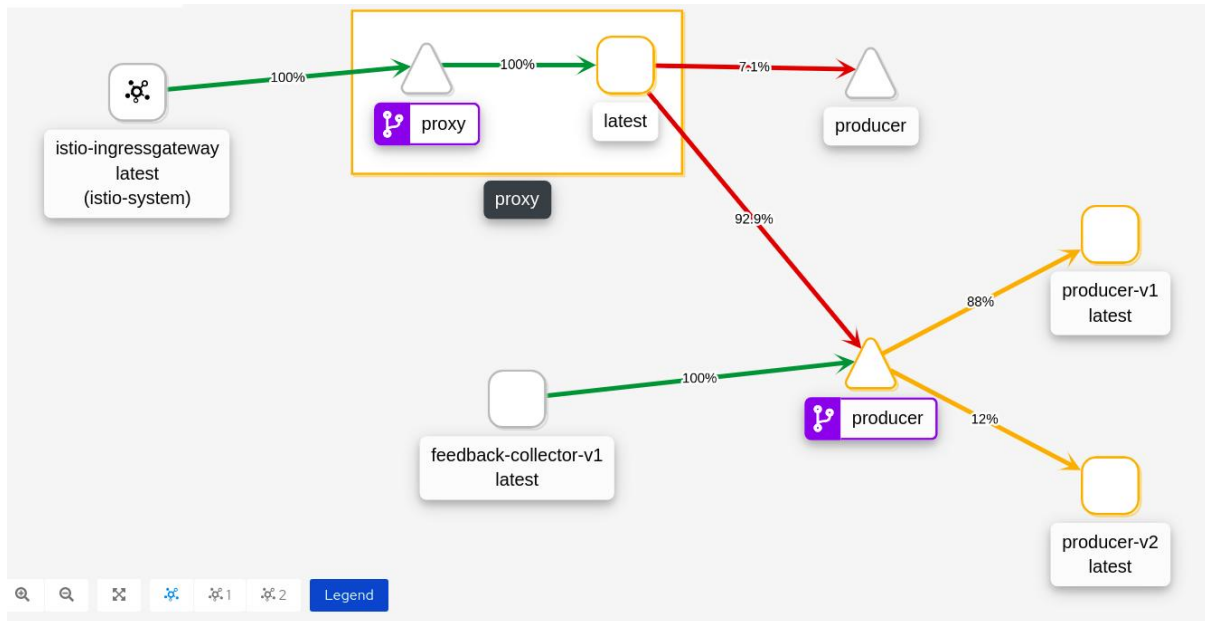 100%
100%
7.1%
istio-ingressgateway
latest
(istio-system)
proxy
latest
producer
proxy
92.9%
88%
producer-v1
latest
100%
feedback-collector-v1
latest
producer
12%
producer-v2
latest
1
2
Legend